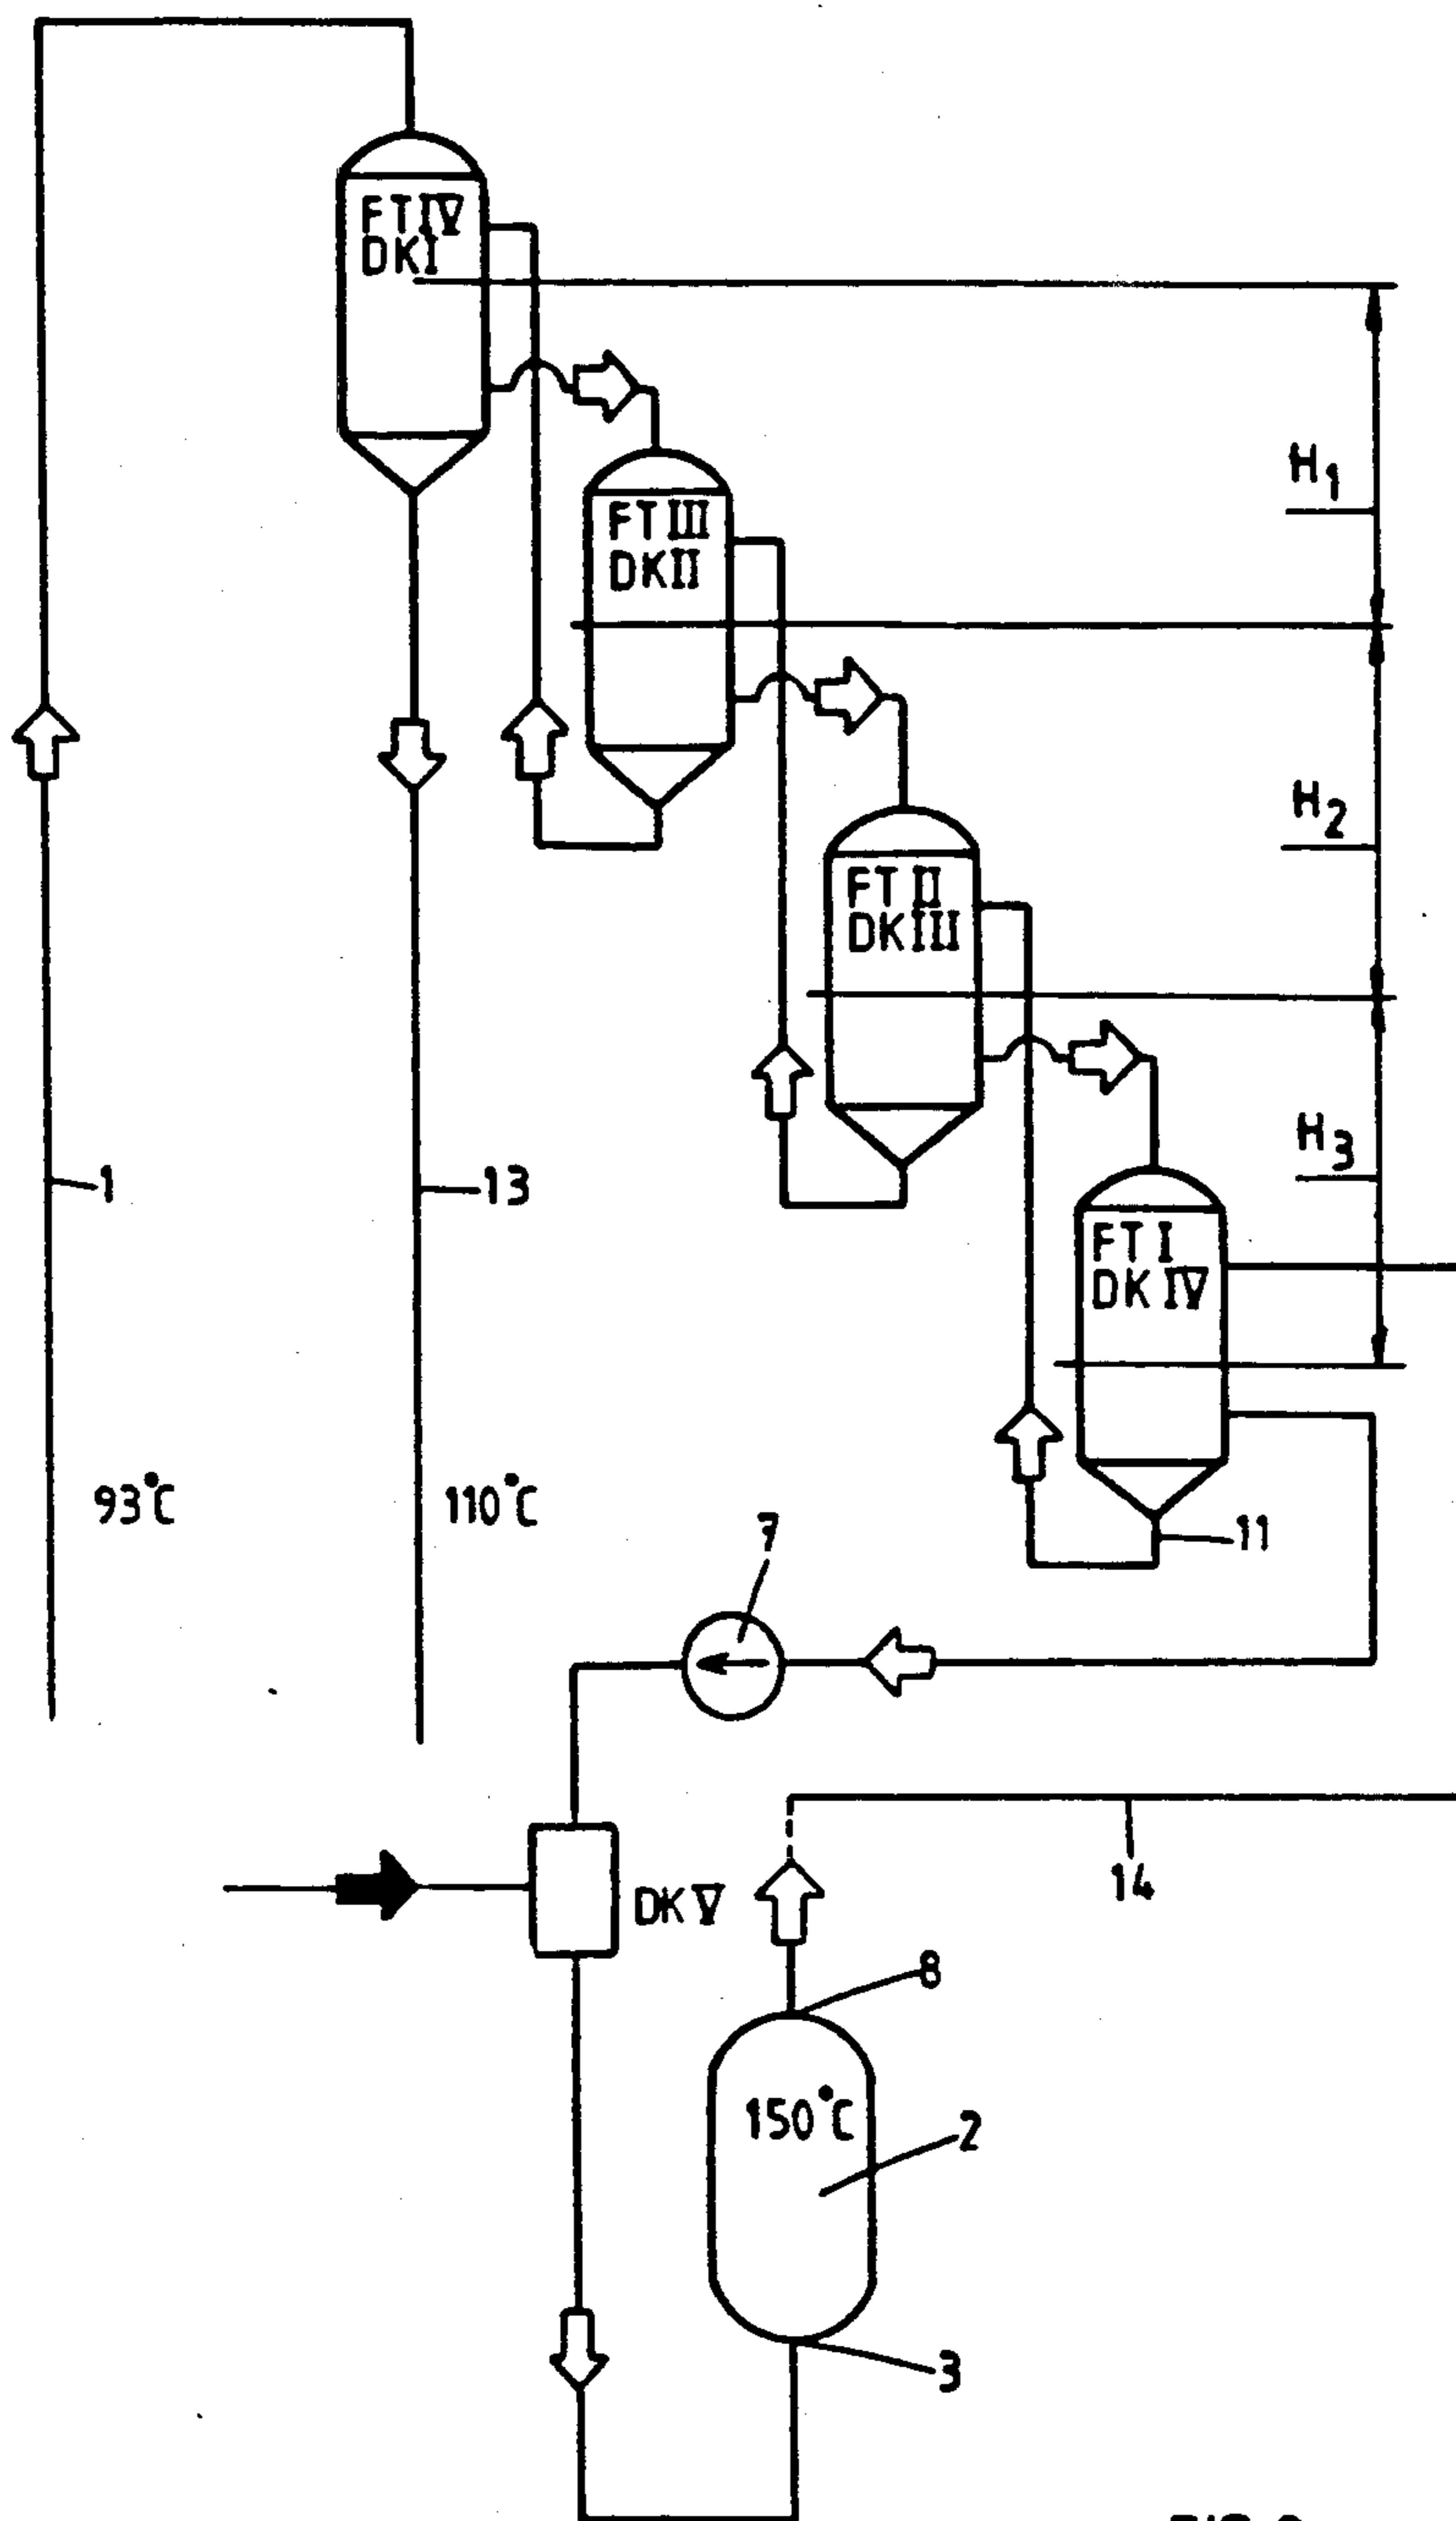 FT IV
DK I
H1
FT III
DK II
H2
FT II
DK III
H3
1
13
FT I
DK IV
93°C
110°C
7
11
14
DK V
8
150°C
2
3